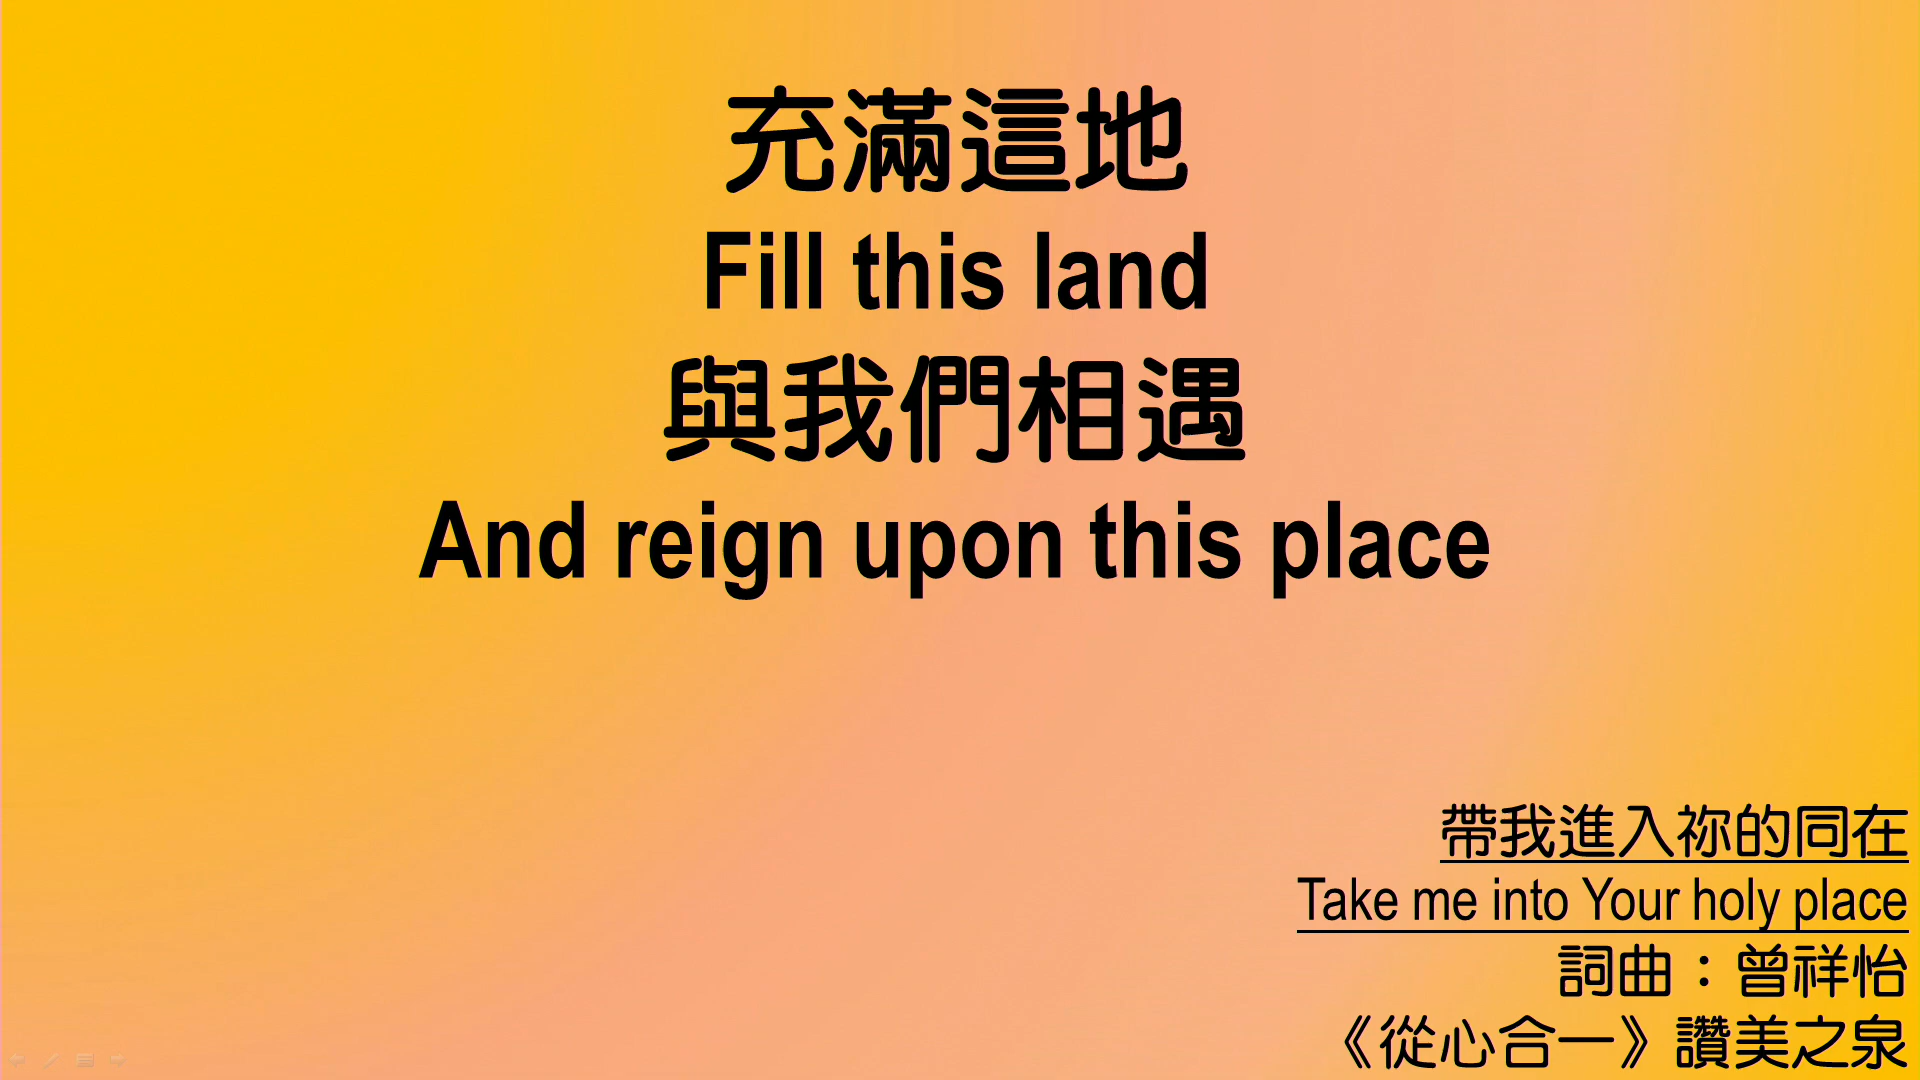 充滿這地
Fill this land
與我們相遇
And reign upon this place
帶我進入祢的同在
Take me into Your holy place
詞曲：曾祥怡
《從心合一》讚美之泉